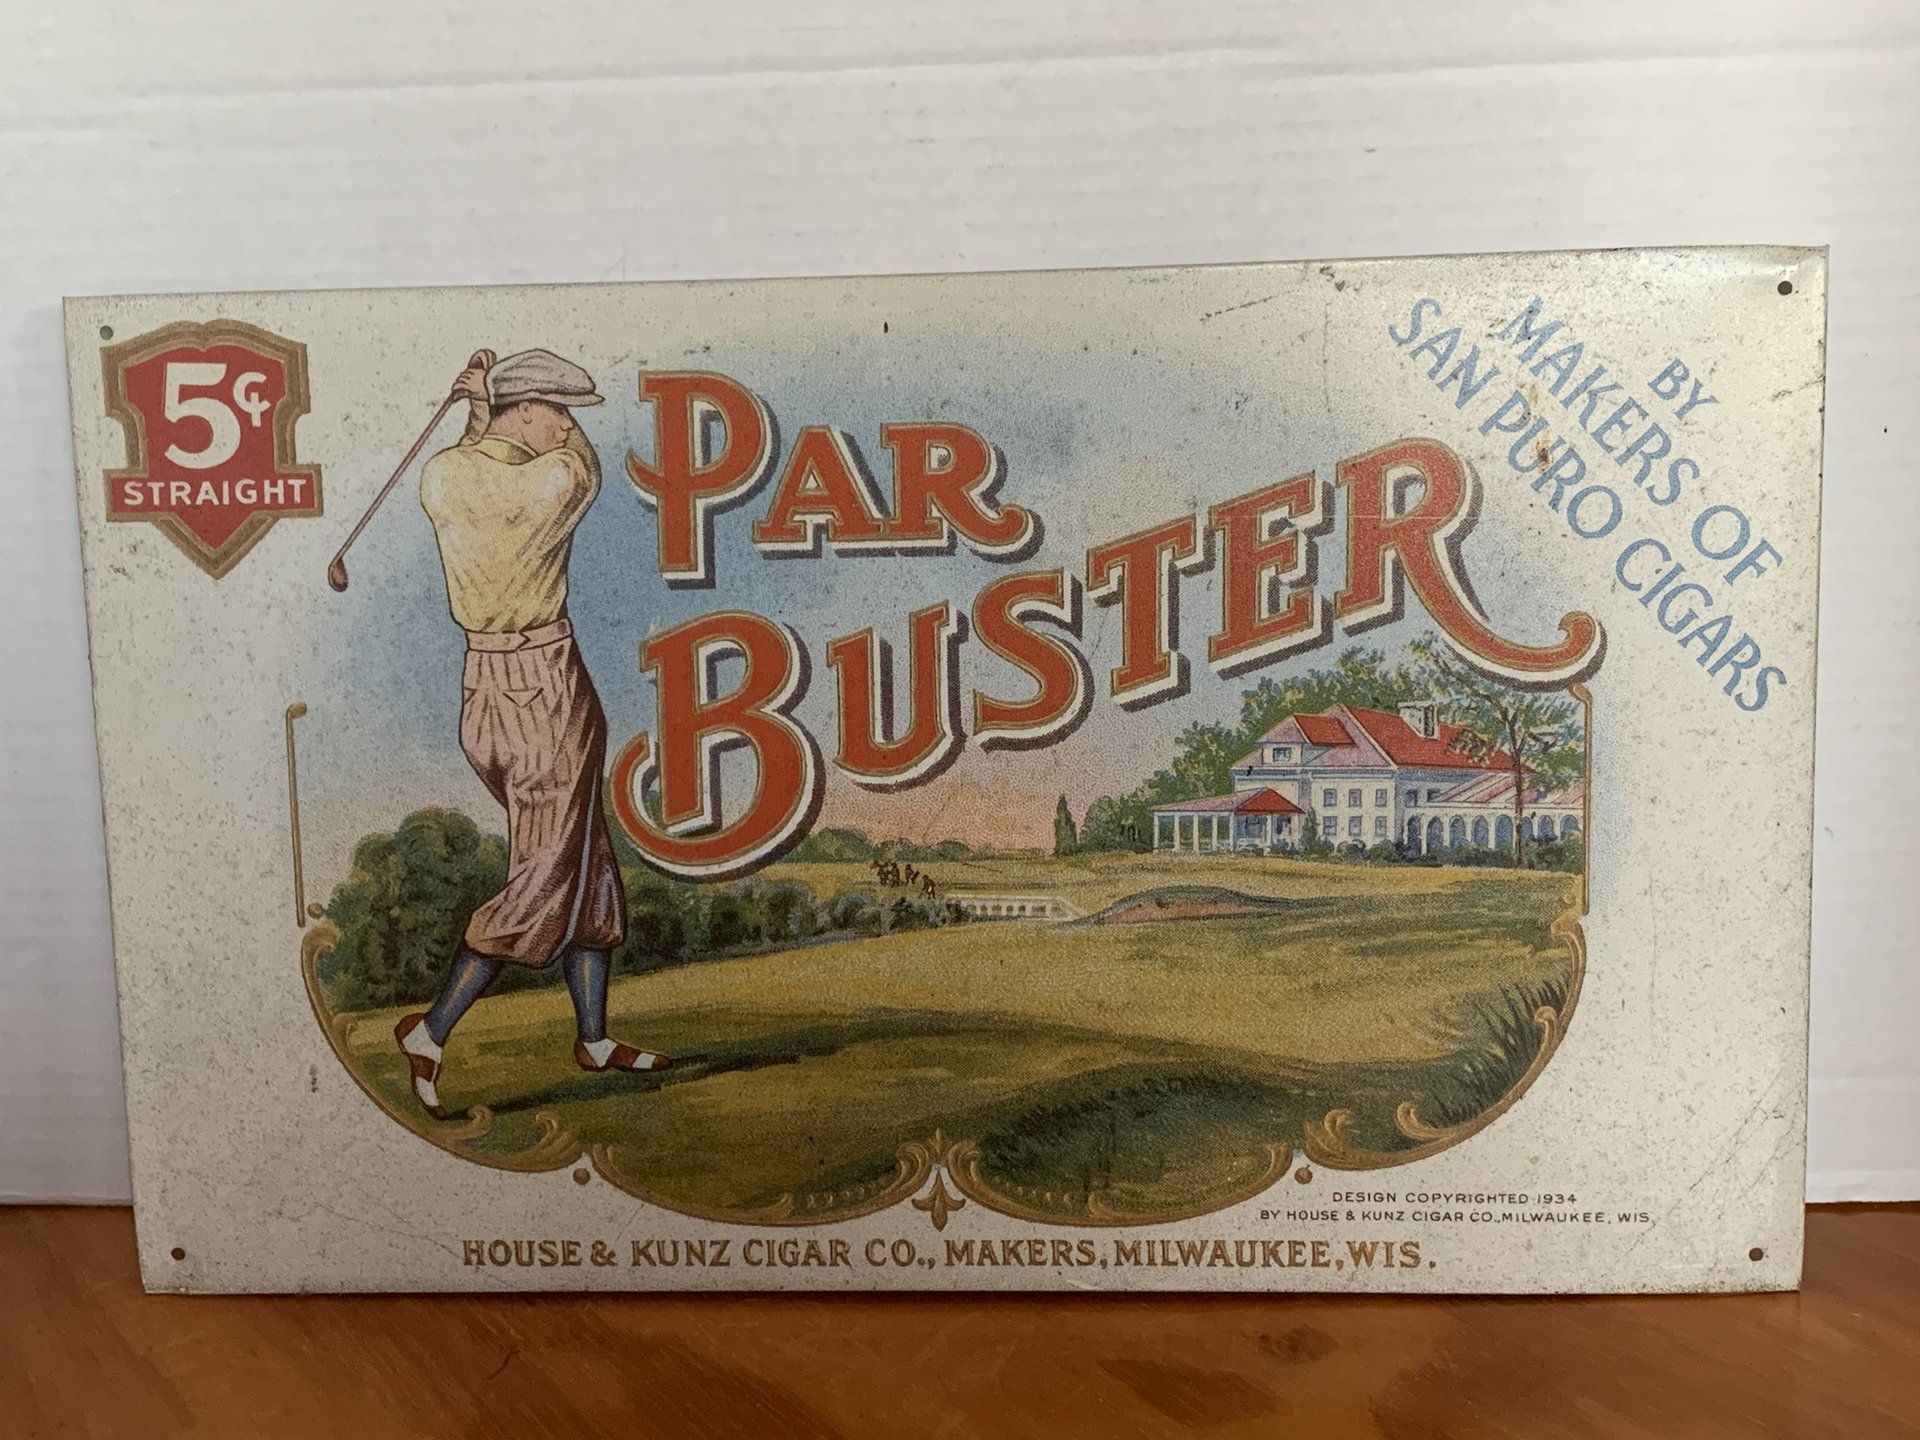 5¢
STRAIGHT
PAR
BUSTER
BY
MAKERS OF
SAN PURO CIGARS
DESIGN COPYRIGHTED 1934
BY HOUSE & KUNZ CIGAR CO., MILWAUKEE, WIS.
HOUSE & KUNZ CIGAR CO., MAKERS, MILWAUKEE, WIS.